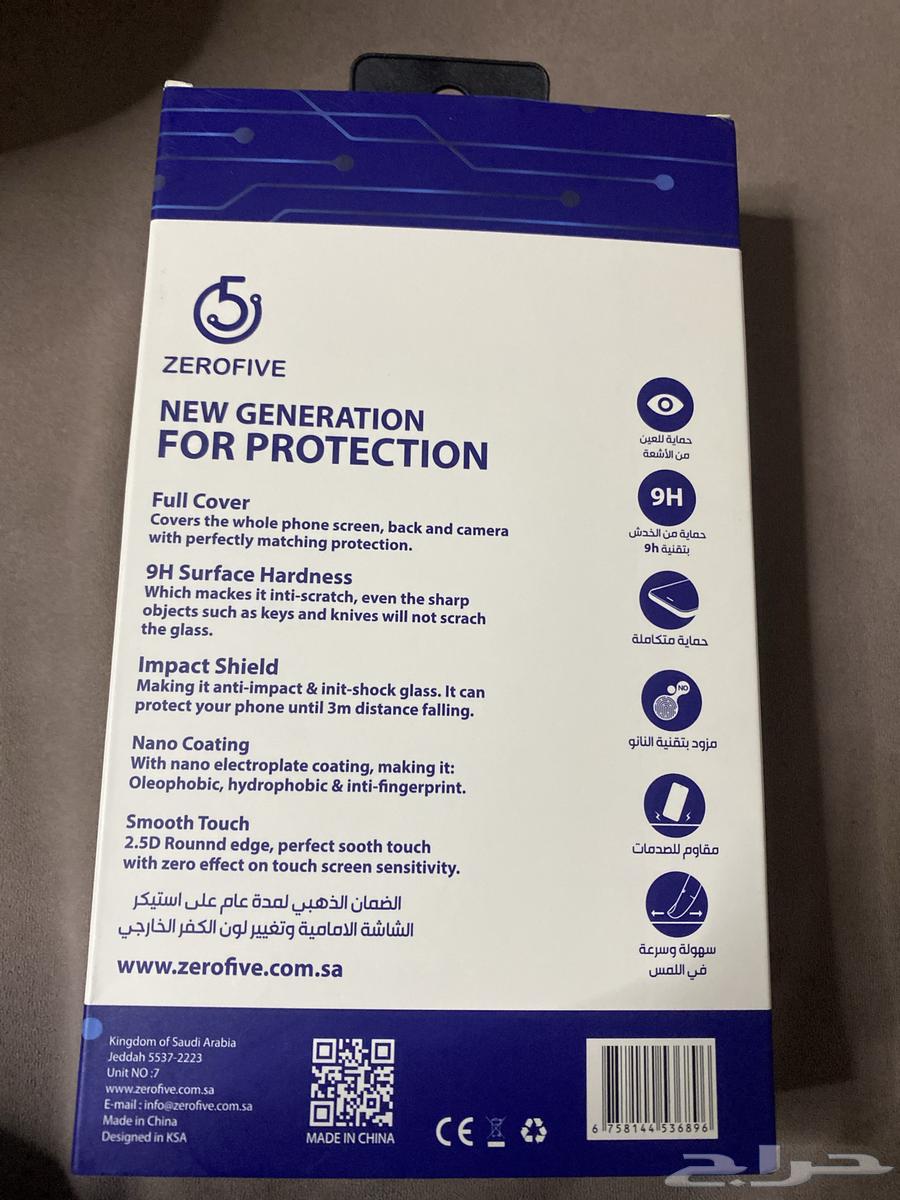 5
ZEROFIVE
NEW GENERATION
FOR PROTECTION
Full Cover
Covers the whole phone screen, back and camera
with perfectly matching protection.
9H Surface Hardness
Which mackes it inti-scratch, even the sharp
objects such as keys and knives will not scrach
the glass.
Impact Shield
Making it anti-impact & init-shock glass. It can
protect your phone until 3m distance falling.
Nano Coating
With nano electroplate coating, making it:
Oleophobic, hydrophobic & inti-fingerprint.
Smooth Touch
2.5D Rounnd edge, perfect sooth touch
with zero effect on touch screen sensitivity.
الضمان الذهبي لمدة عام على استيكر
الشاشة الامامية وتغيير لون الكفر الخارجي
www.zerofive.com.sa
حماية للعين
من الأشعة
9H
حماية من الخدش
بتقنية 9h
حماية متكاملة
NO
مزود بتقنية النانو
مقاوم للصدمات
سهولة وسرعة
في اللمس
Kingdom of Saudi Arabia
Jeddah 5537-2223
Unit NO :7
www.zerofive.com.sa
E-mail : info@zerofive.com.sa
Made in China
Designed in KSA
MADE IN CHINA
CE
6 758144 536896
حراج